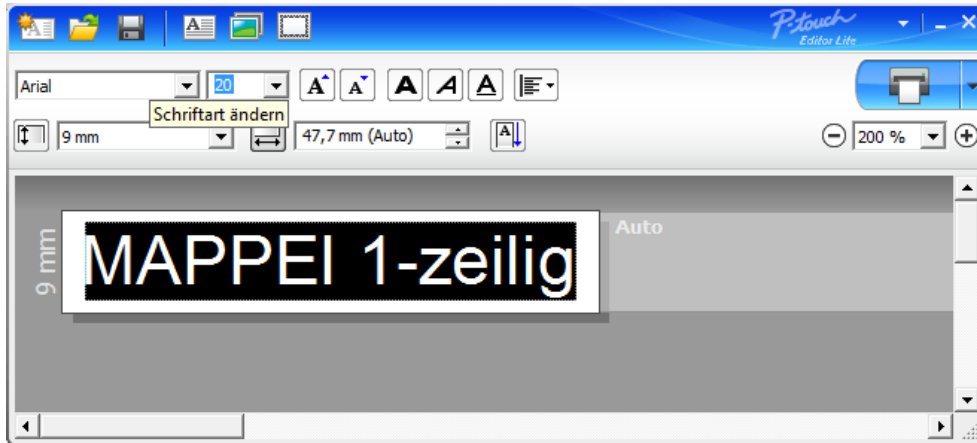 P-touch
Editor Lite
Arial
20
A A A A A
Schriftart ändern
9 mm
47,7 mm (Auto)
A
200 %
9 mm
MAPPEI 1-zeilig
Auto